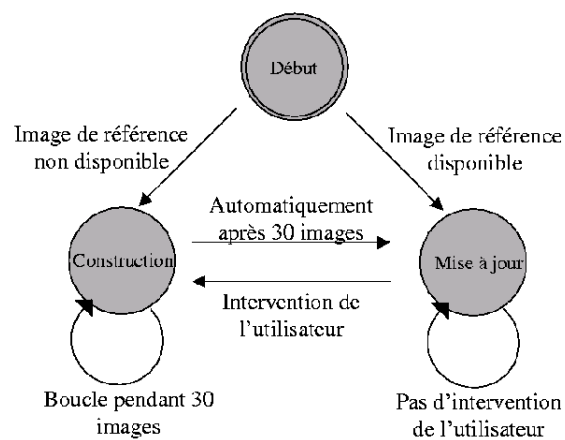 Début
Image de référence
non disponible
Image de référence
disponible
Automatiquement
après 30 images
Construction
Mise à jour
Intervention de
l'utilisateur
Boucle pendant 30
images
Pas d'intervention
de l'utilisateur